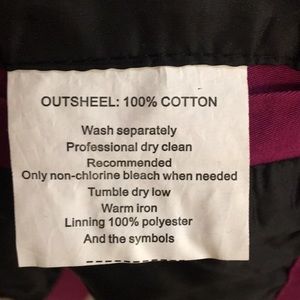 OUTSHEEL: 100% COTTON
Wash separately
Professional dry clean
Recommended
Only non-chlorine bleach when needed
Tumble dry low
Warm iron
Linning 100% polyester
And the symbols